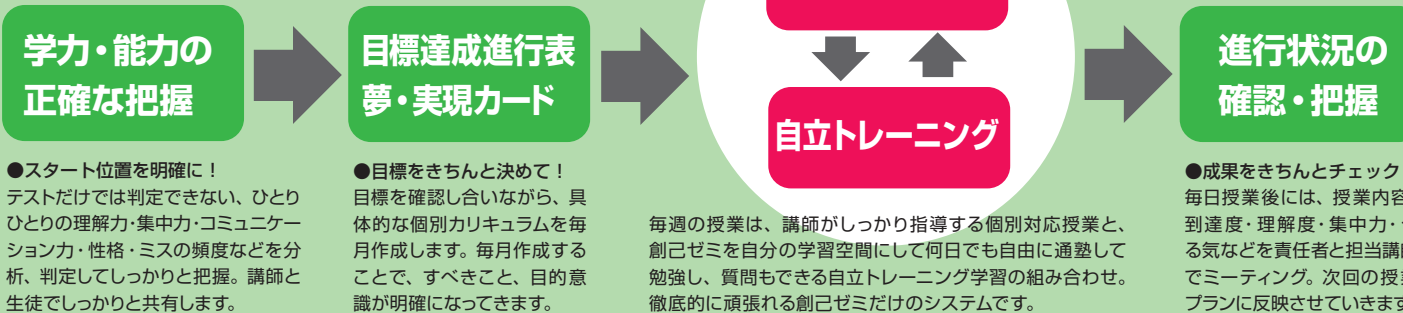 学力・能力の
正確な把握
●スタート位置を明確に！
テストだけでは判定できない、ひとり
ひとりの理解力・集中力・コミュニケー
ション力・性格・ミスの頻度などを分
析、判定してしっかりと把握。講師と
生徒でしっかりと共有します。
目標達成進行表
夢・実現カード
●目標をきちんと決めて！
目標を確認し合いながら、具
体的な個別カリキュラムを毎
月作成します。毎月作成する
ことで、すべきこと、目的意
識が明確になってきます。
自立トレーニング
毎週の授業は、講師がしっかり指導する個別対応授業と、
創己ゼミを自分の学習空間にして何日でも自由に通塾して
勉強し、質問もできる自立トレーニング学習の組み合わせ。
徹底的に頑張れる創己ゼミだけのシステムです。
進行状況の
確認・把握
●成果をきちんとチェック
毎日授業後には、授業内容
到達度・理解度・集中力・
る気などを責任者と担当講
でミーティング。次回の授
プランに反映させていきます